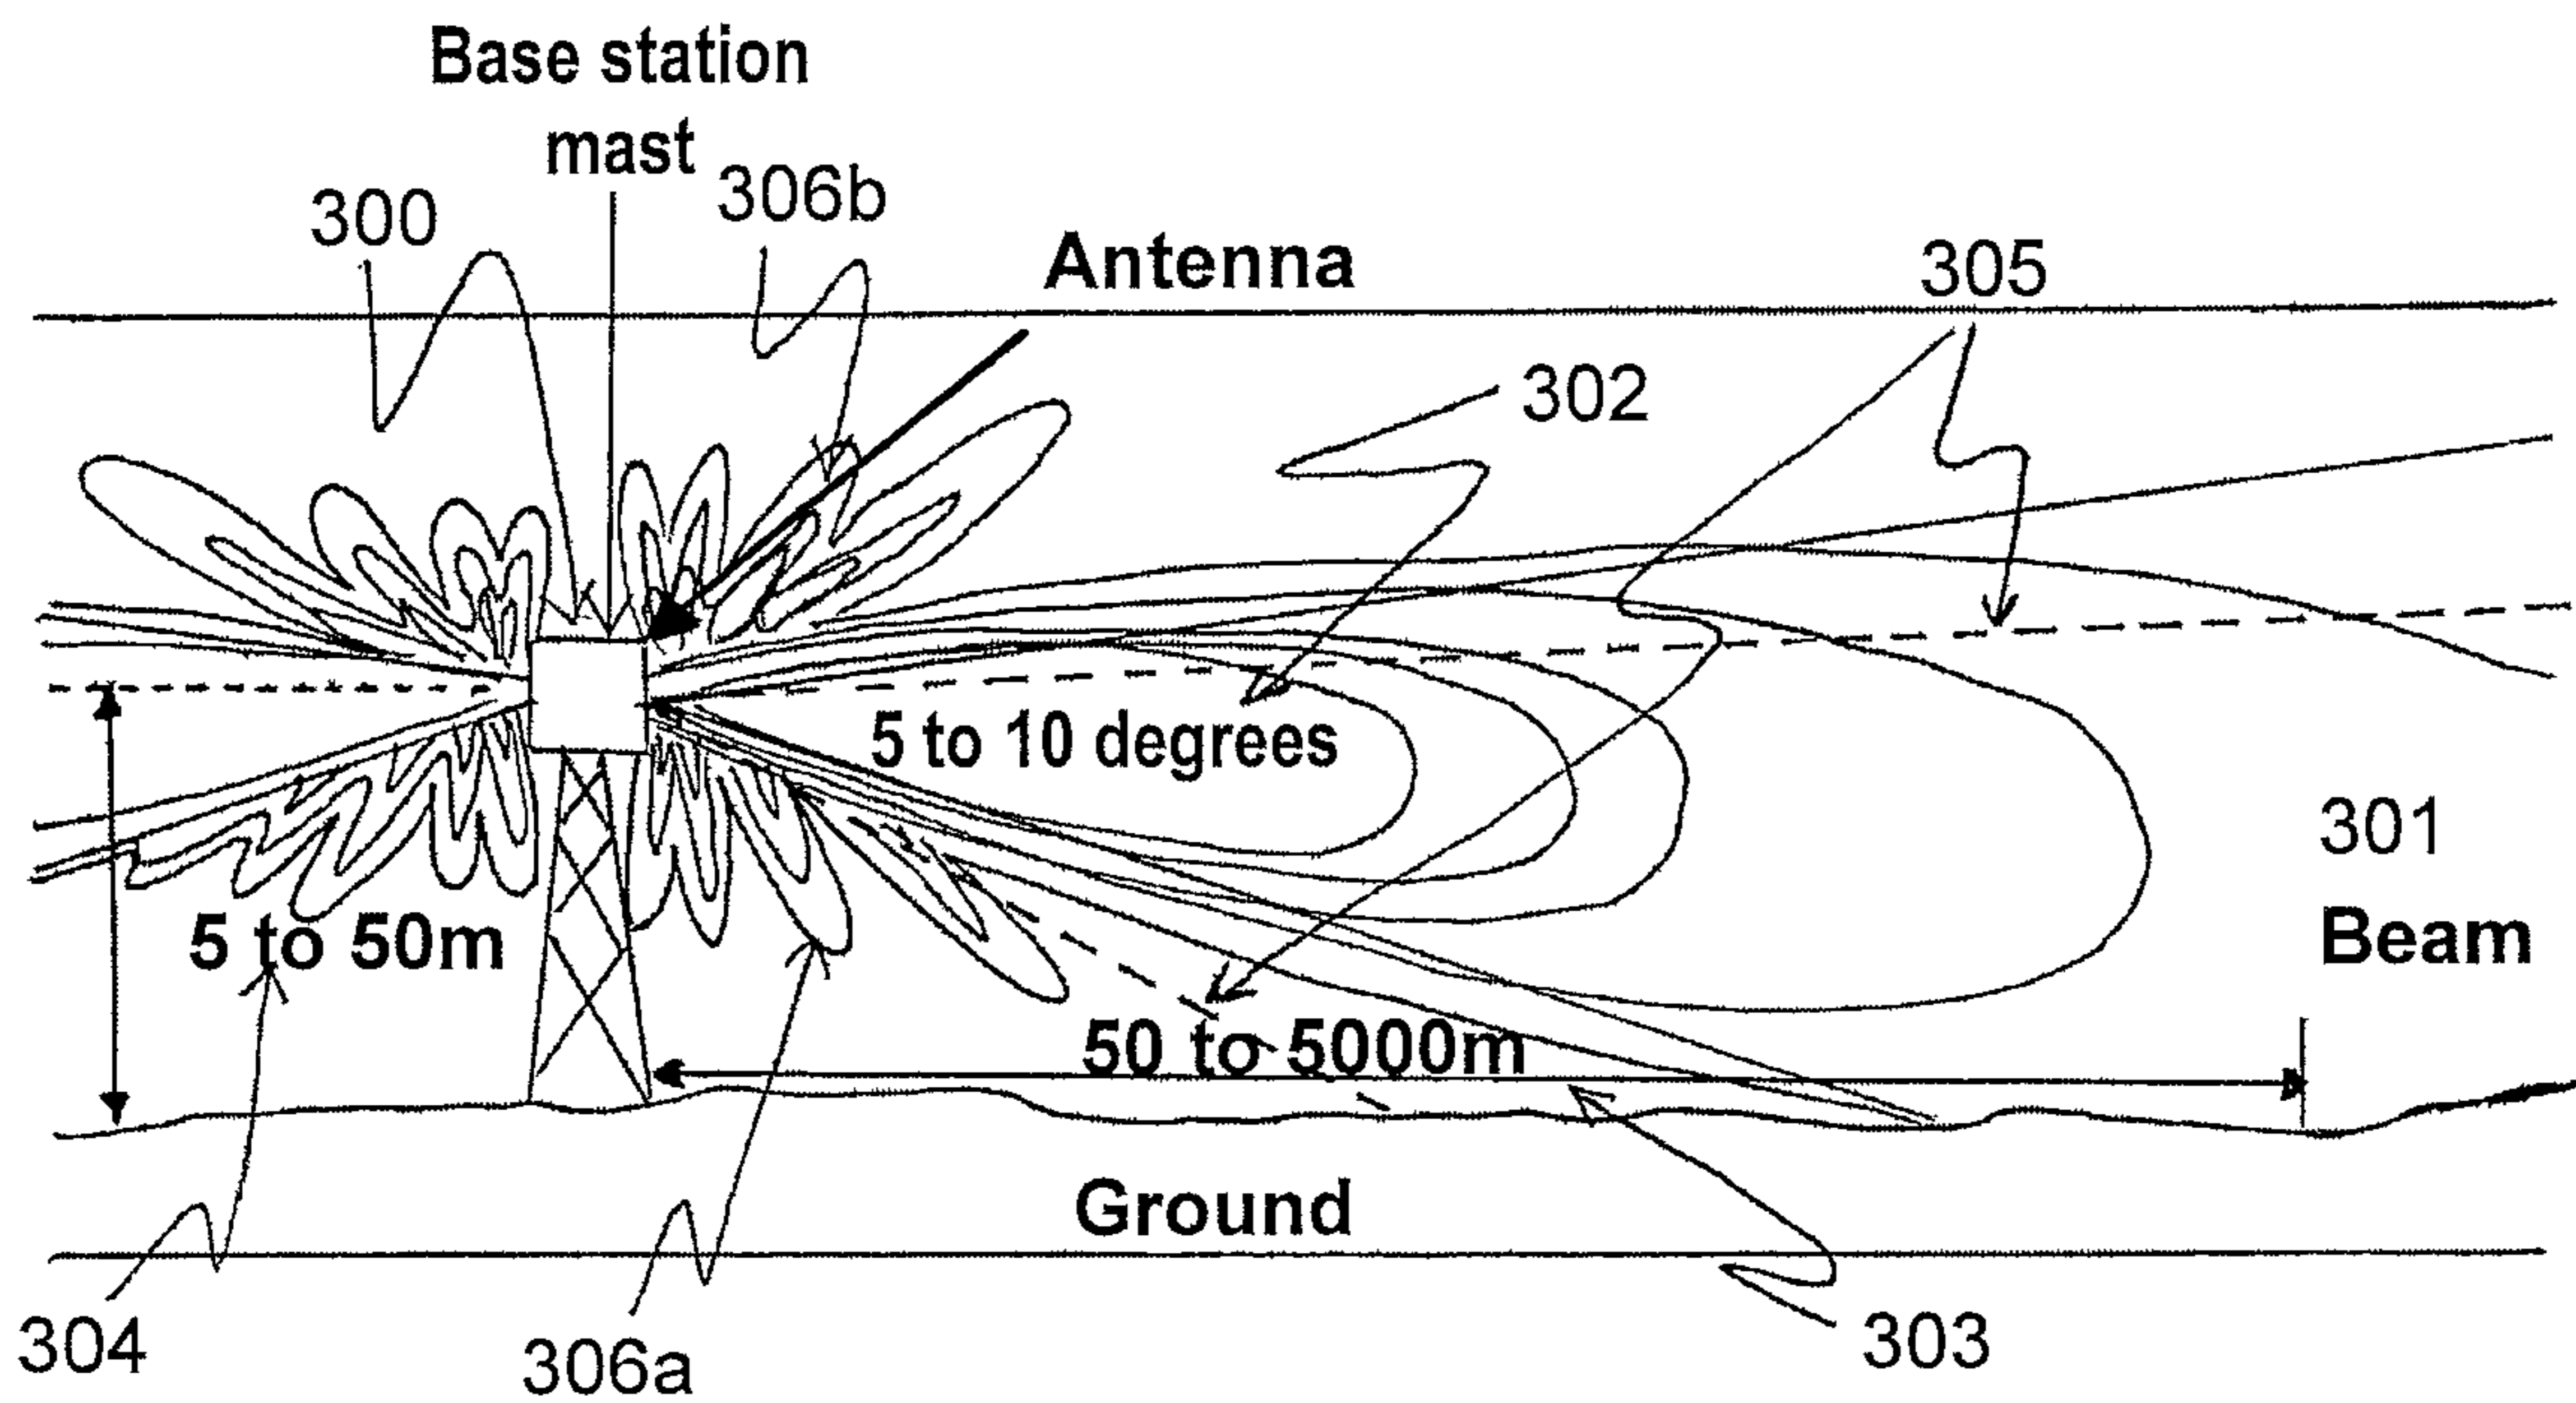 Base station
mast
300
306b
Antenna
305
302
5 to 10 degrees
301
Beam
5 to 50m
50 to 5000m
Ground
304
306a
303